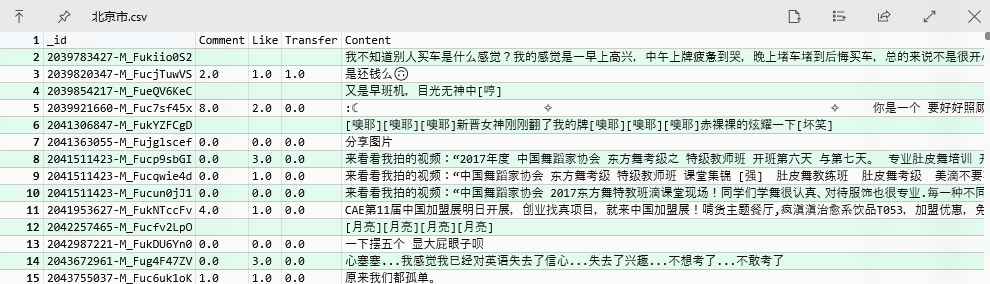 北京市.csv
1 _id Comment Like Transfer Content
2 2039783427-M_Fukiio0S2 我不知道别人买车是什么感觉？我的感觉是一早上高兴，中午上牌疲惫到哭，晚上堵车堵到后悔买车，总的来说不是很开
3 2039820347-M_FucjTuwVS 2.0 1.0 1.0 是还钱么🙃
4 2039854217-M_FueQV6KeC 又是早班机，目光无神中[哼]
5 2039921660-M_Fuc7sf45x 8.0 2.0 0.0 :☾ ✧ ✧ 你是一个 要好好照顾
6 2041306847-M_FukYZFCgD [噢耶][噢耶][噢耶]新晋女神刚刚翻了我的牌[噢耶][噢耶][噢耶]赤裸裸的炫耀一下[坏笑]
7 2041363055-M_Fujglscef 0.0 1.0 0.0 分享图片
8 2041511423-M_Fucp9sbGI 0.0 3.0 0.0 来看看我拍的视频：“2017年度 中国舞蹈家协会 东方舞考级之 特级教师班 开班第六天 与第七天。 专业肚皮舞培训
9 2041511423-M_Fucqwie4d 0.0 1.0 0.0 来看看我拍的视频：“中国舞蹈家协会 东方舞考级 特级教师班 课堂集锦 [强] 肚皮舞教练班 肚皮舞考级 美滴不要
10 2041511423-M_Fucun0jJ1 0.0 0.0 0.0 来看看我拍的视频：“中国舞蹈家协会 2017东方舞特教班滴课堂现场！同学们学舞很认真、对待服饰也很专业.每一种不同
11 2041953627-M_FukNTccFv 4.0 1.0 0.0 CAE第11届中国加盟展明日开展，创业找真项目，就来中国加盟展！啃货主题餐厅,疯滇滇治愈系饮品T053，加盟优惠，免
12 2042257465-M_Fucfv2LpO [月亮][月亮][月亮][月亮]
13 2042987221-M_FukDU6Yn0 0.0 0.0 0.0 一下摆五个 显大屁眼子呗
14 2043672961-M_Fug4F47ZV 0.0 3.0 0.0 心塞塞...我感觉我已经对英语失去了信心...失去了兴趣...不想考了...不敢考了
15 2043755037-M_Fuc6uk1oK 1.0 1.0 0.0 原来我们都孤单。